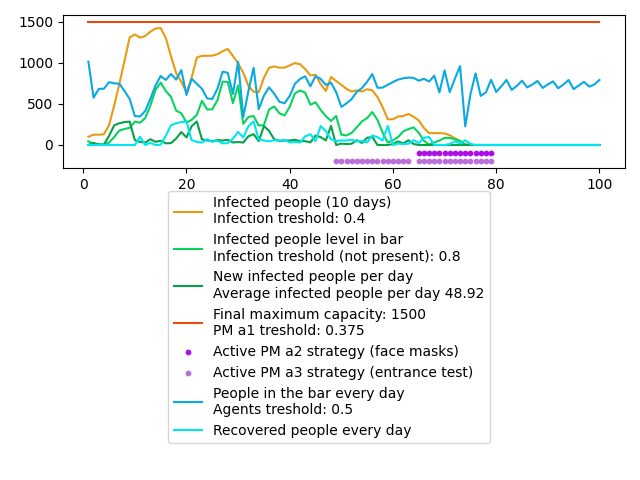 1500
1000
500
0
0 20 40 60 80 100
Infected people (10 days)
Infection treshold: 0.4
Infected people level in bar
Infection treshold (not present): 0.8
New infected people per day
Average infected people per day 48.92
Final maximum capacity: 1500
PM a1 treshold: 0.375
Active PM a2 strategy (face masks)
Active PM a3 strategy (entrance test)
People in the bar every day
Agents treshold: 0.5
Recovered people every day